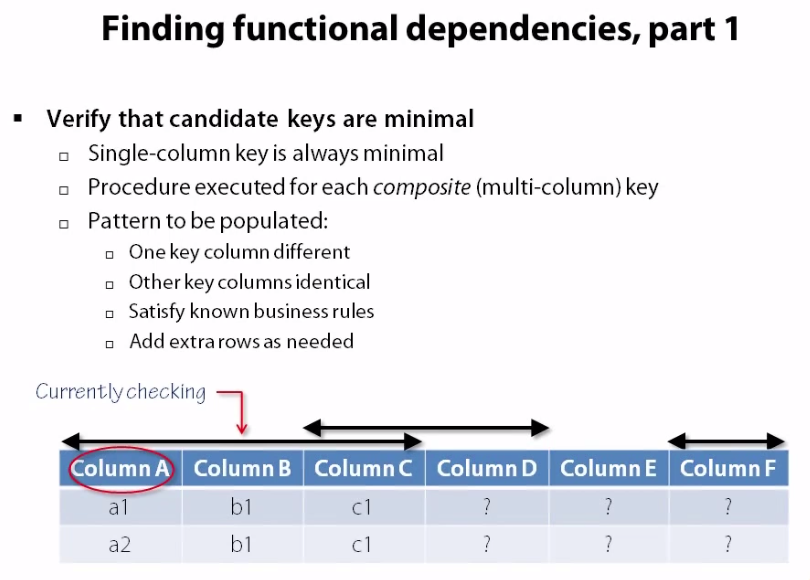 Finding functional dependencies, part 1
Verify that candidate keys are minimal
Single-column key is always minimal
Procedure executed for each composite (multi-column) key
Pattern to be populated:
One key column different
Other key columns identical
Satisfy known business rules
Add extra rows as needed
Currently checking
Column A Column B Column C Column D Column E Column F
a1 b1 c1 ? ? ?
a2 b1 c1 ? ? ?